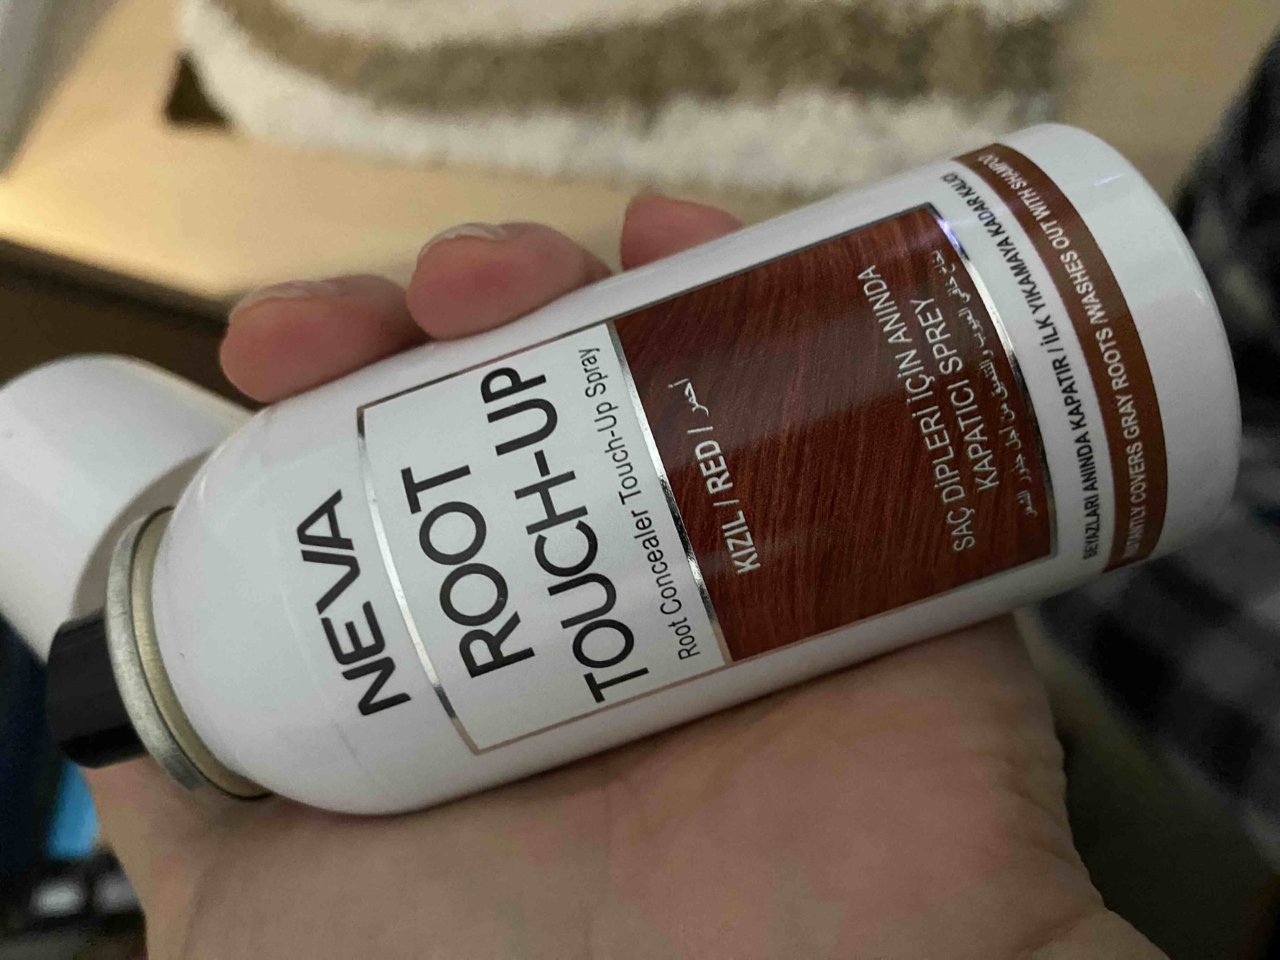 NEVA
ROOT
TOUCH-UP
Root Concealer Touch-Up Spray
KIZIL / RED / أحمر
SAÇ DİPLERİ İÇİN ANINDA
KAPATICI SPREY
BEYAZLARI ANINDA KAPATIR / İLK YIKAMAYA KADAR KALICI
INSTANTLY COVERS GRAY ROOTS / WASHES OUT WITH SHAMPOO